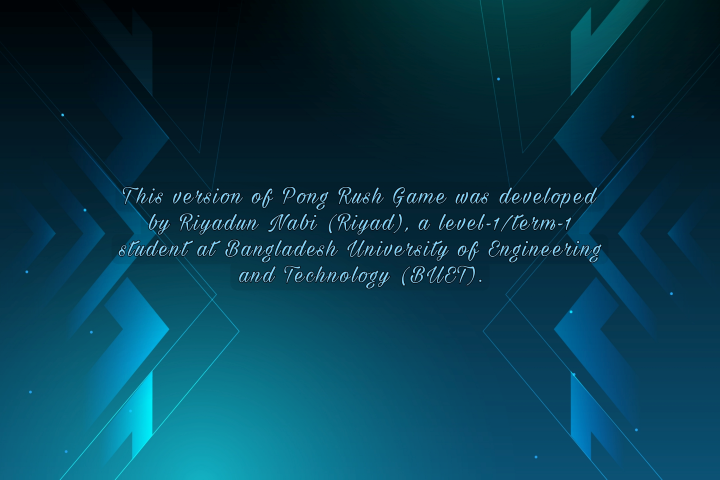 This version of Pong Rush Game was developed
by Riyadun Nabi (Riyad), a level-1/term-1
student at Bangladesh University of Engineering
and Technology (BUET).